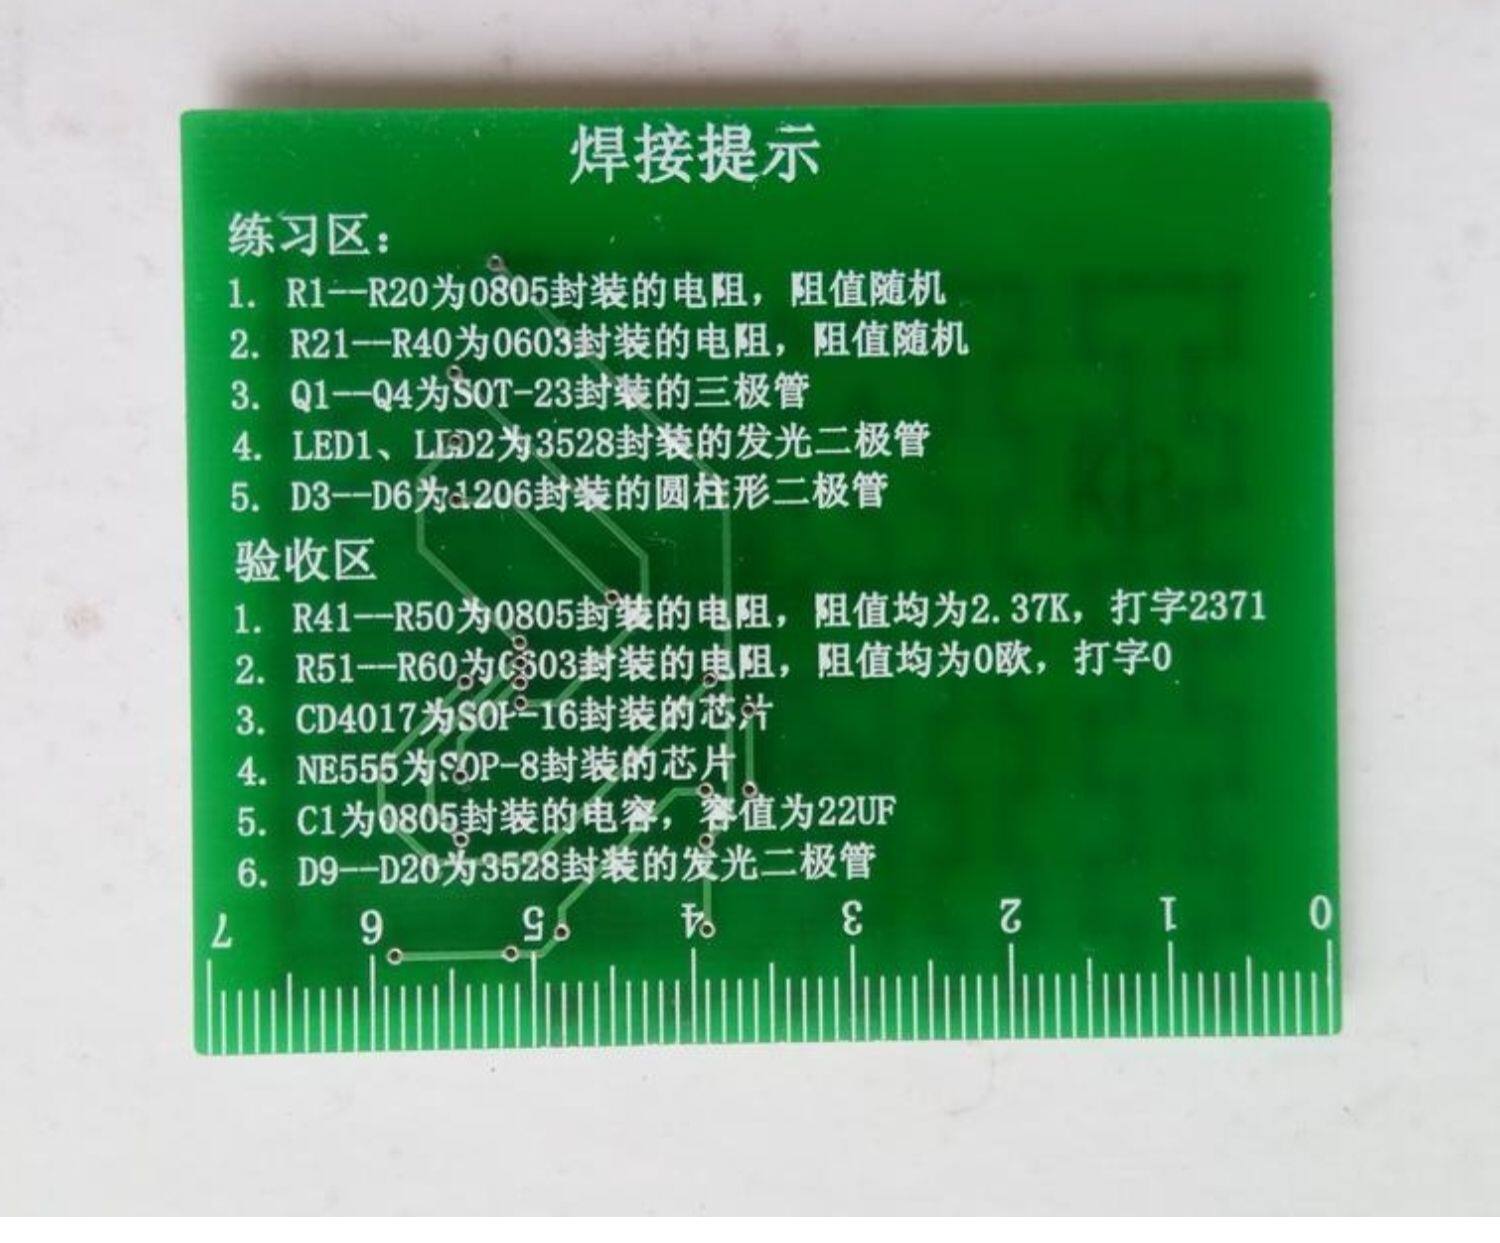 焊接提示
练习区：
1. R1——R20为0805封装的电阻，阻值随机
2. R21——R40为0603封装的电阻，阻值随机
3. Q1——Q4为SOT-23封装的三极管
4. LED1、LED2为3528封装的发光二极管
5. D3——D6为1206封装的圆柱形二极管
验收区
1. R41——R50为0805封装的电阻，阻值均为2.37K，打字2371
2. R51——R60为0603封装的电阻，阻值均为0欧，打字0
3. CD4017为SOP-16封装的芯片
4. NE555为SOP-8封装的芯片
5. C1为0805封装的电容，容值为22UF
6. D9——D20为3528封装的发光二极管
7 6 5 4 3 2 1 0